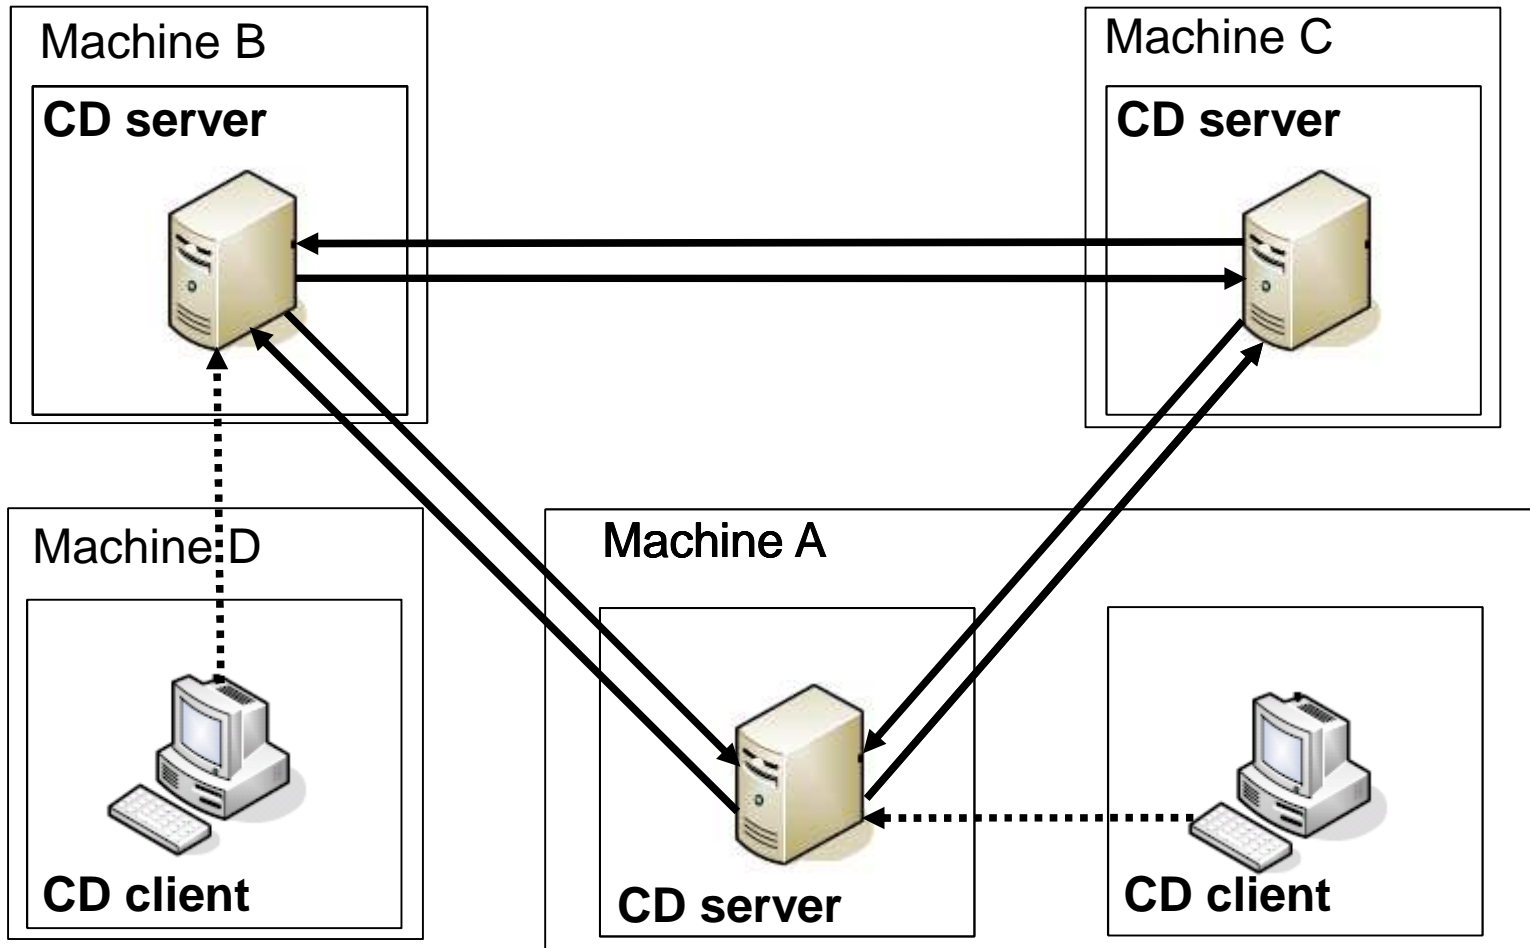 Machine B
CD server
Machine C
CD server
Machine D
CD client
Machine A
CD server
CD client